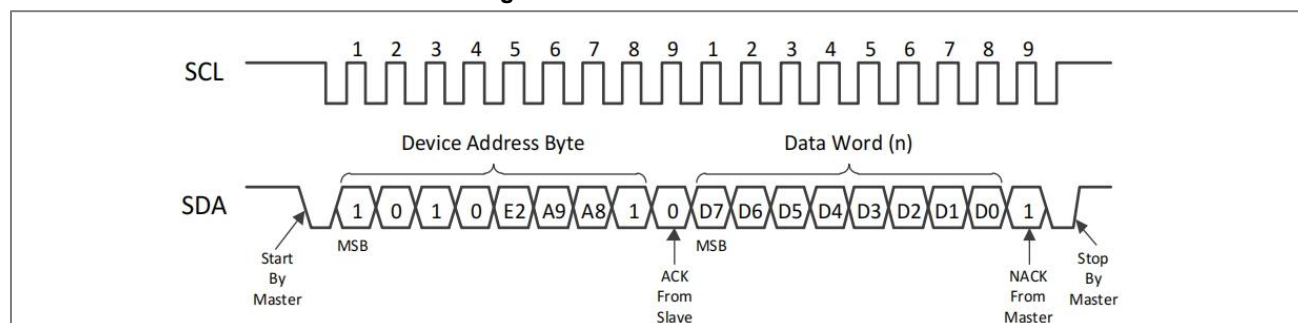 1 2 3 4 5 6 7 8 9 1 2 3 4 5 6 7 8 9
SCL
Device Address Byte Data Word (n)
SDA 1 0 1 0 E2 A9 A8 1 0 D7 D6 D5 D4 D3 D2 D1 D0 1
MSB MSB
Start
By
Master
ACK
From
Slave
NACK
From
Master
Stop
By
Master